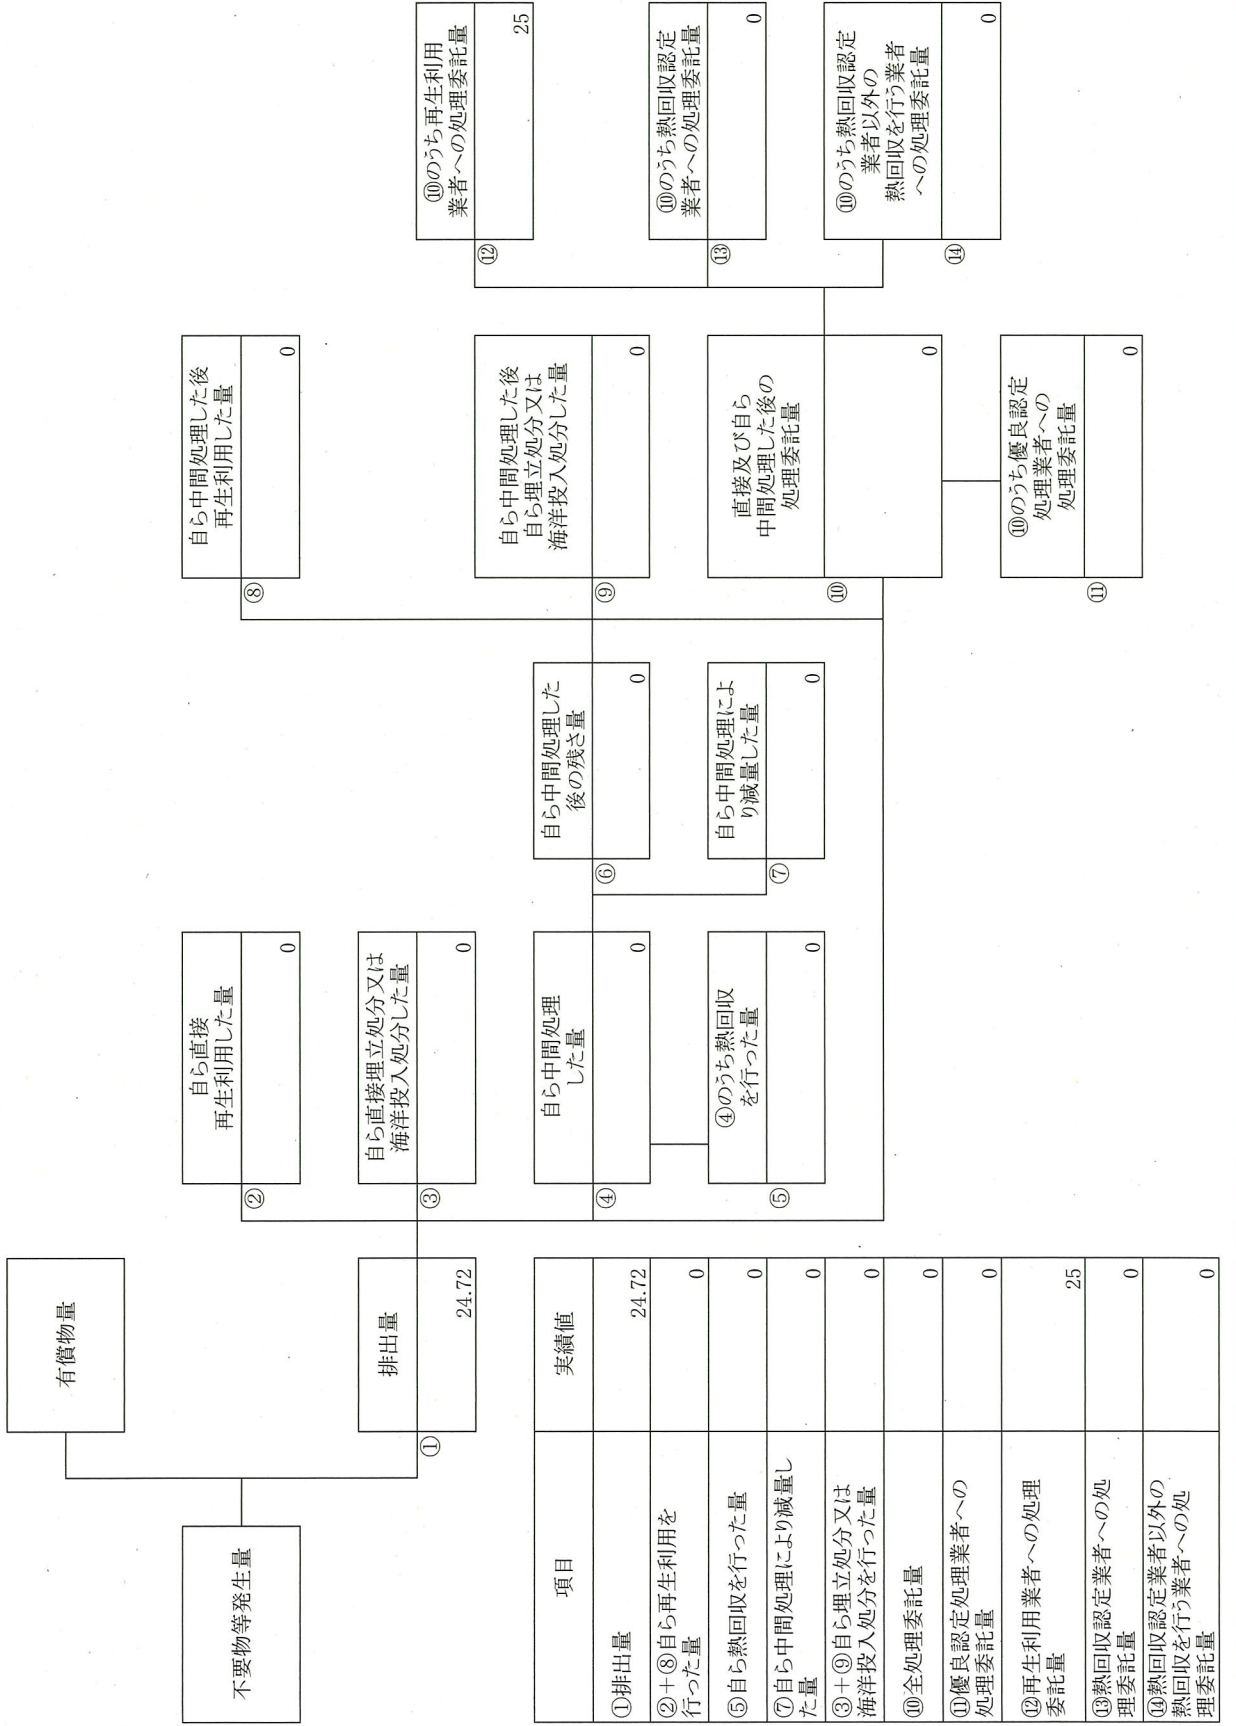 不要物等発生量
有償物量
①
排出量
24.72
②
自ら直接
再生利用した量
0
③
自ら直接埋立処分又は
海洋投入処分した量
0
④
自ら中間処理
した量
0
⑤
④のうち熱回収
を行った量
0
⑥
自ら中間処理した
後の残さ量
0
⑦
自ら中間処理によ
り減量した量
0
⑧
自ら中間処理した後
再生利用した量
0
⑨
自ら中間処理した後
自ら埋立処分又は
海洋投入処分した量
0
⑩
直接及び自ら
中間処理した後の
処理委託量
0
⑪
⑩のうち優良認定
処理業者への
処理委託量
0
⑫
⑩のうち再生利用
業者への処理委託量
25
⑬
⑩のうち熱回収認定
業者への処理委託量
0
⑭
⑩のうち熱回収認定
業者以外の
熱回収を行う業者
への処理委託量
0
項目
実績値
①排出量
24.72
②+⑧自ら再生利用を
行った量
0
⑤自ら熱回収を行った量
0
⑦自ら中間処理により減量し
た量
0
③+⑨自ら埋立処分又は
海洋投入処分を行った量
0
⑩全処理委託量
0
⑪優良認定処理業者への
処理委託量
0
⑫再生利用業者への処理
委託量
25
⑬熱回収認定業者への処
理委託量
0
⑭熱回収認定業者以外の
熱回収を行う業者への処
理委託量
0